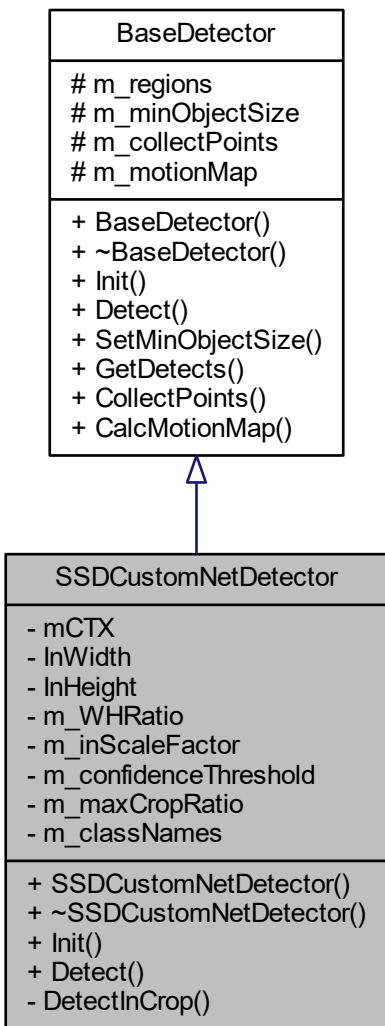 BaseDetector
# m_regions
# m_minObjectSize
# m_collectPoints
# m_motionMap
+ BaseDetector()
+ ~BaseDetector()
+ Init()
+ Detect()
+ SetMinObjectSize()
+ GetDetects()
+ CollectPoints()
+ CalcMotionMap()
SSDCustomNetDetector
- mCTX
- InWidth
- InHeight
- m_WHRatio
- m_inScaleFactor
- m_confidenceThreshold
- m_maxCropRatio
- m_classNames
+ SSDCustomNetDetector()
+ ~SSDCustomNetDetector()
+ Init()
+ Detect()
- DetectInCrop()